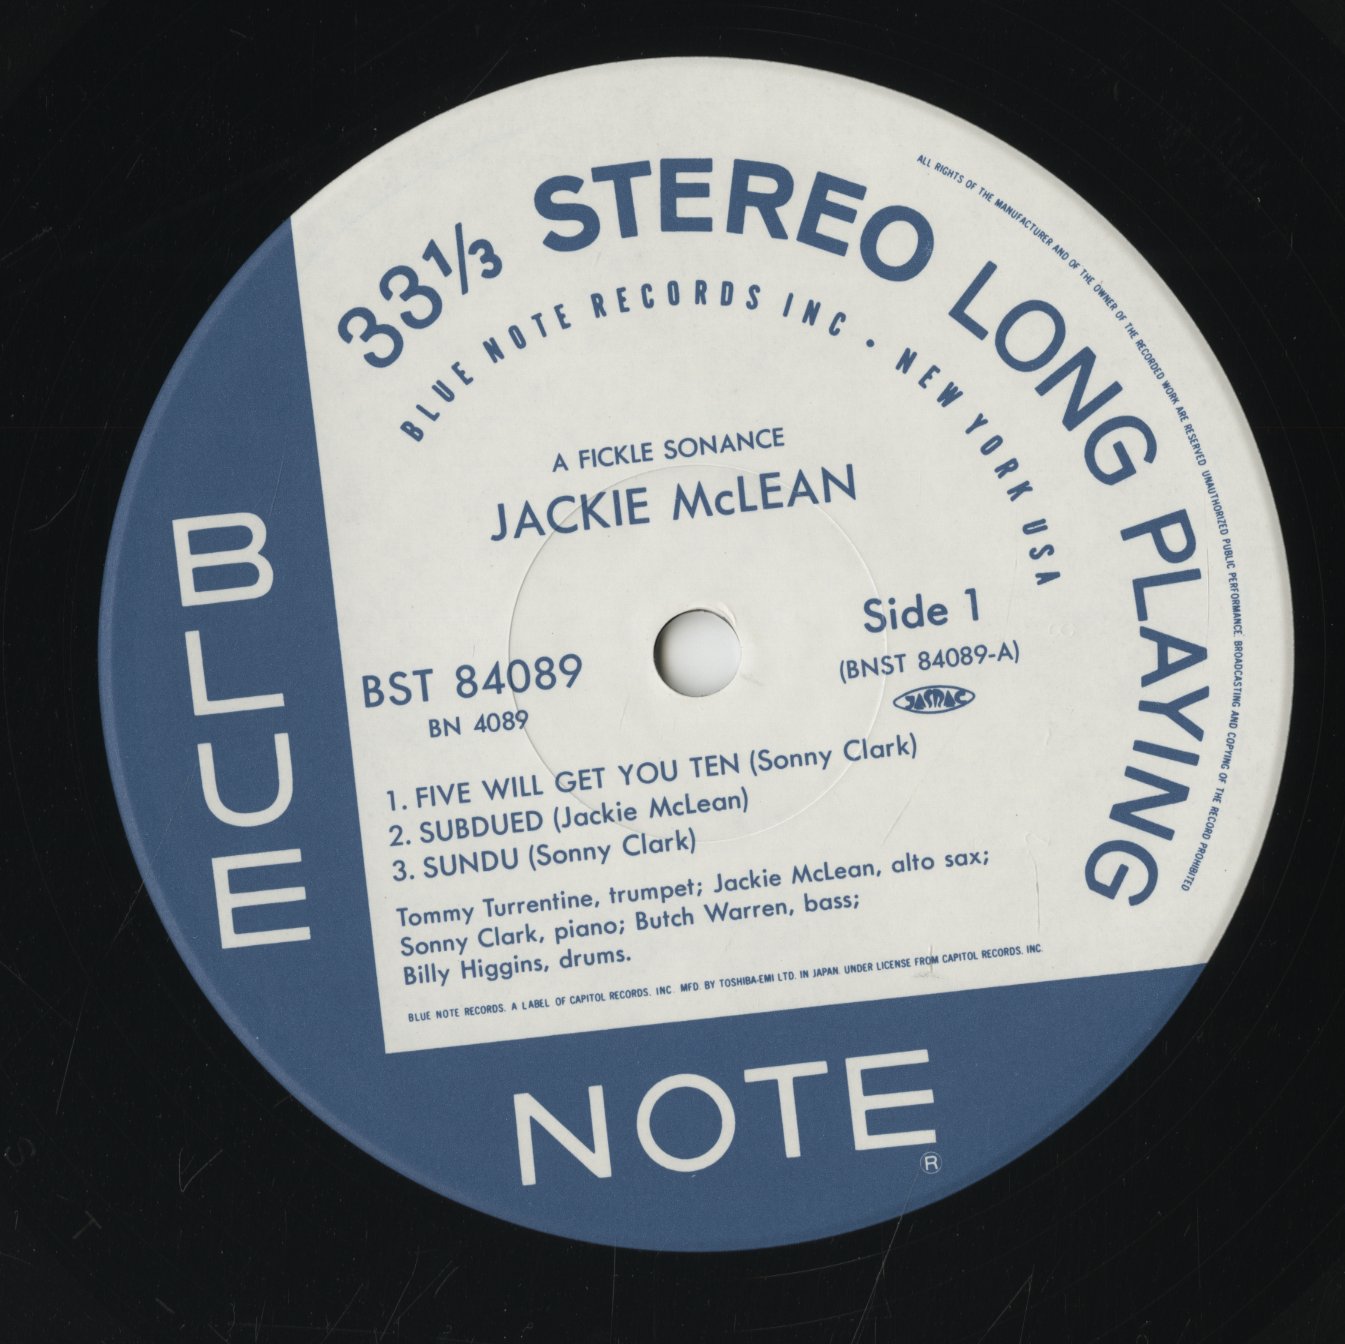 33⅓ STEREO LONG PLAYING
ALL RIGHTS OF THE MANUFACTURER AND OF THE OWNER OF THE RECORDED WORK ARE RESERVED UNAUTHORIZED PUBLIC PERFORMANCE. BROADCASTING AND COPYING OF THE RECORD PROHIBITED
BLUE NOTE RECORDS INC • NEW YORK USA
A FICKLE SONANCE
JACKIE McLEAN
Side 1
BST 84089
(BNST 84089-A)
BN 4089
JASRAC
1. FIVE WILL GET YOU TEN (Sonny Clark)
2. SUBDUED (Jackie McLean)
3. SUNDU (Sonny Clark)
Tommy Turrentine, trumpet; Jackie McLean, alto sax;
Sonny Clark, piano; Butch Warren, bass;
Billy Higgins, drums.
BLUE NOTE RECORDS. A LABEL OF CAPITOL RECORDS. INC. MFD. BY TOSHIBA-EMI LTD. IN JAPAN. UNDER LICENSE FROM CAPITOL RECORDS. INC.
BLUE
NOTE
®